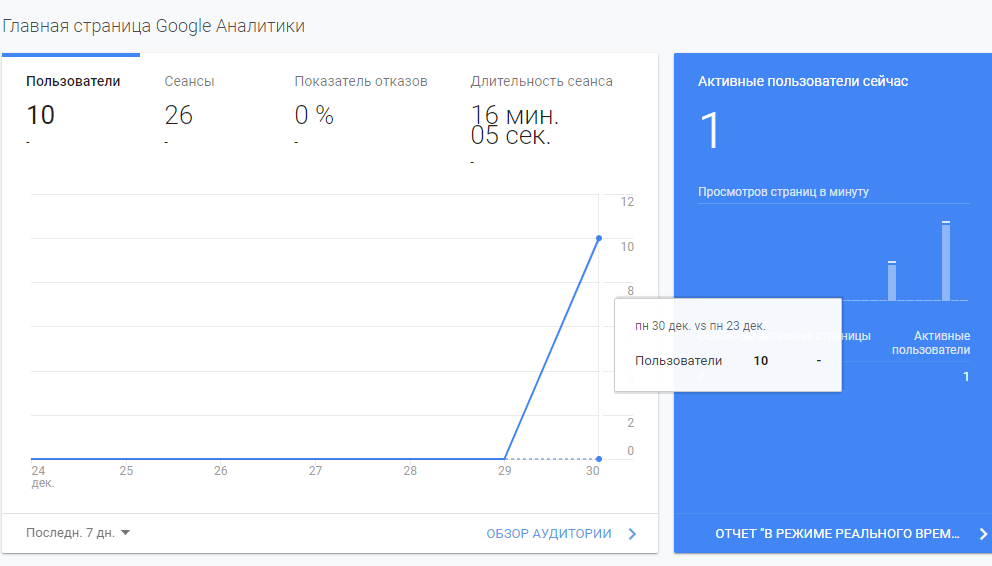 Главная страница Google Аналитики
Пользователи
10
-
Сеансы
26
-
Показатель отказов
0 %
-
Длительность сеанса
16 мин.
05 сек.
-
12
10
8
2
0
24
дек.
25
26
27
28
29
30
Последн. 7 дн.
ОБЗОР АУДИТОРИИ
Активные пользователи сейчас
1
Просмотров страниц в минуту
пн 30 дек. vs пн 23 дек.
Пользователи 10 -
Активные
пользователи
1
ОТЧЕТ "В РЕЖИМЕ РЕАЛЬНОГО ВРЕМ...